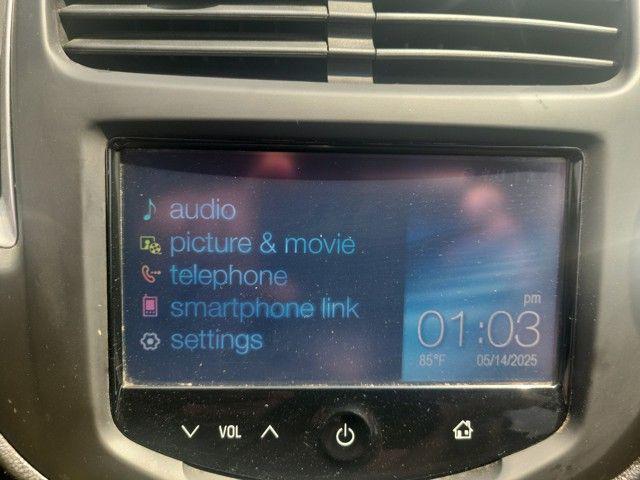 audio
picture & movie
telephone
smartphone link
settings
pm
01:03
85°F 05/14/2025
VOL